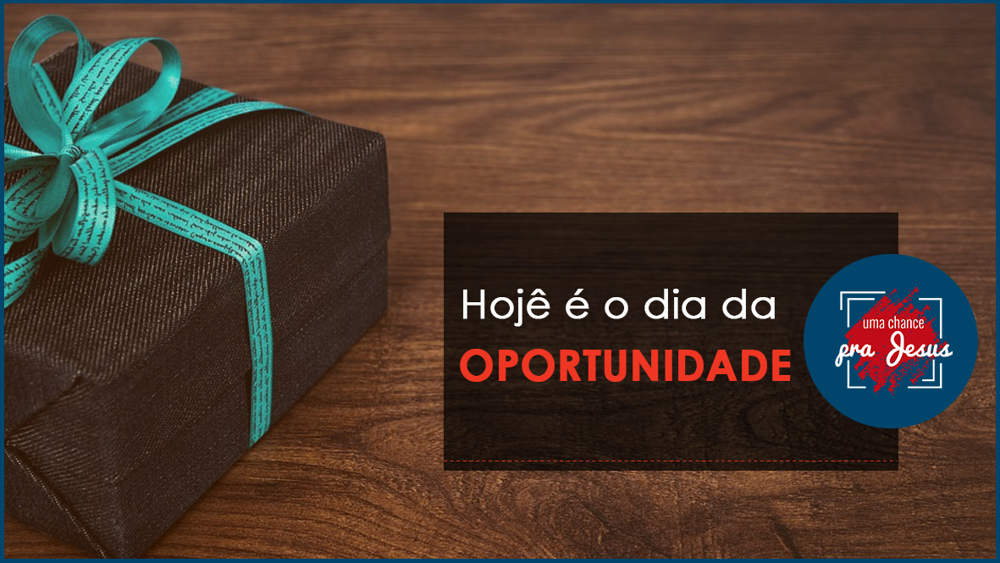 Hojê é o dia da
OPORTUNIDADE
uma chance
pra Jesus